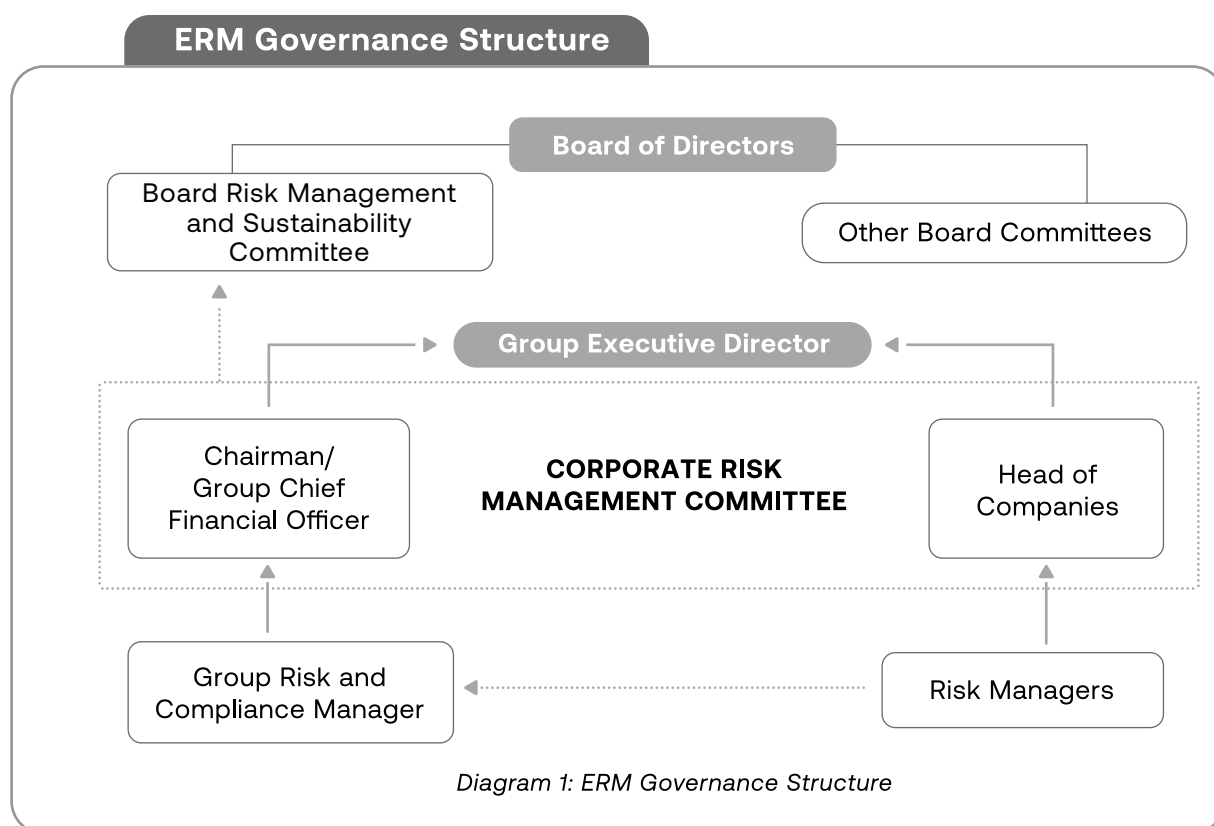 ERM Governance Structure
Board of Directors
Board Risk Management
and Sustainability
Committee
Other Board Committees
Group Executive Director
Chairman/
Group Chief
Financial Officer
CORPORATE RISK
MANAGEMENT COMMITTEE
Head of
Companies
Group Risk and
Compliance Manager
Risk Managers
Diagram 1: ERM Governance Structure